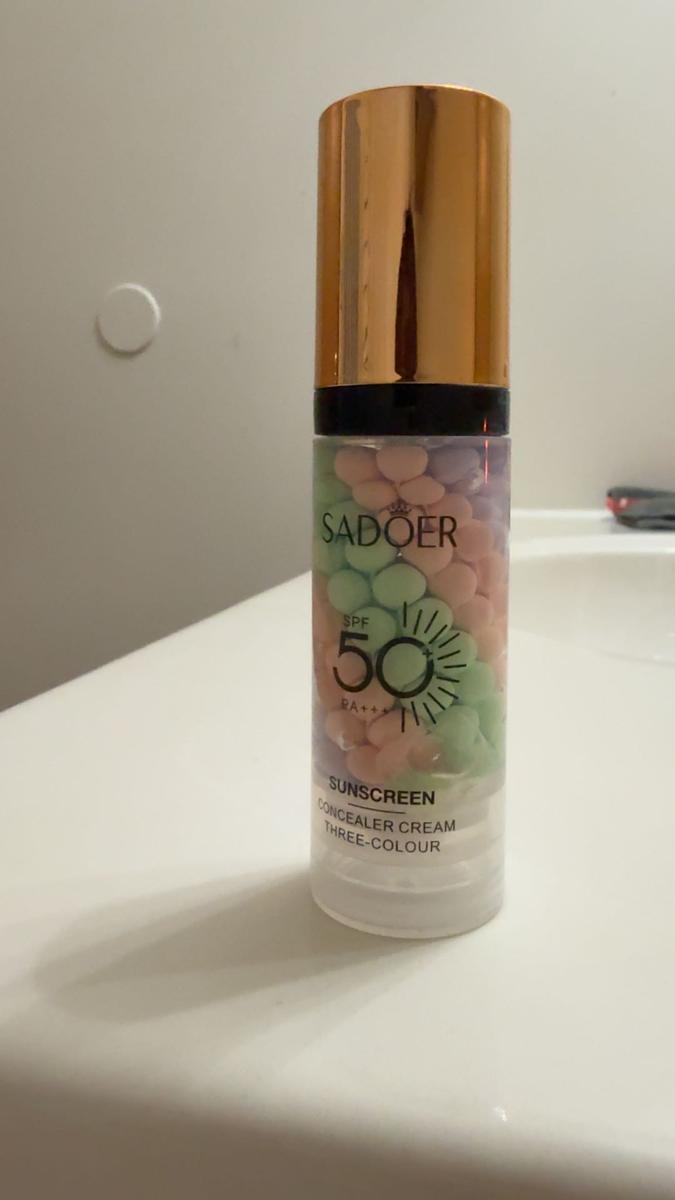 SADOER
SPF
50+
PA+++
SUNSCREEN
CONCEALER CREAM
THREE-COLOUR